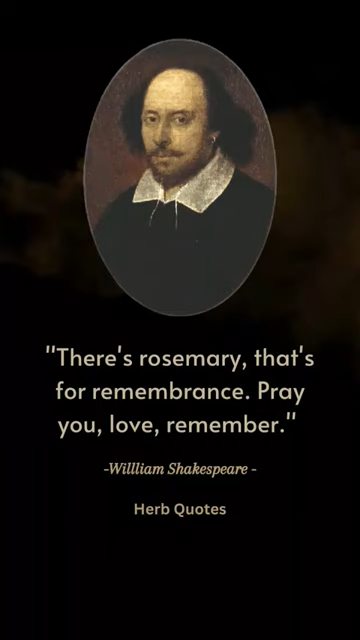 "There's rosemary, that's
for remembrance. Pray
you, love, remember."
-Willliam Shakespeare -
Herb Quotes